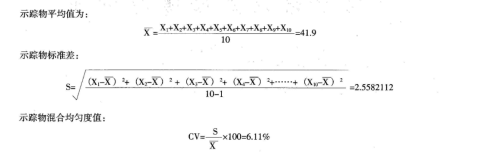 示踪物平均值为:
X̄ = X₁+X₂+X₃+X₄+X₅+X₆+X₇+X₈+X₉+X₁₀ / 10 =41.9
示踪物标准差:
S= √ (X₁-X̄)²+ (X₂-X̄)² + (X₃-X̄)²+ (X₄-X̄)²+……+ (X₁₀-X̄)² / 10-1 =2.5582112
示踪物混合均匀度值:
CV= S / X̄ ×100=6.11%